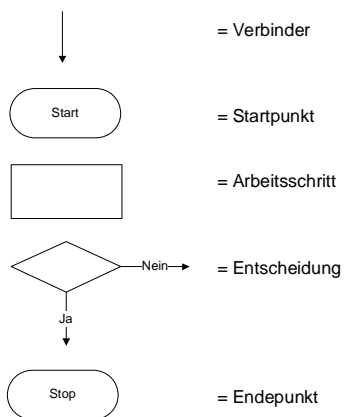 = Verbinder
Start
= Startpunkt
= Arbeitsschritt
Nein
= Entscheidung
Ja
Stop
= Endepunkt